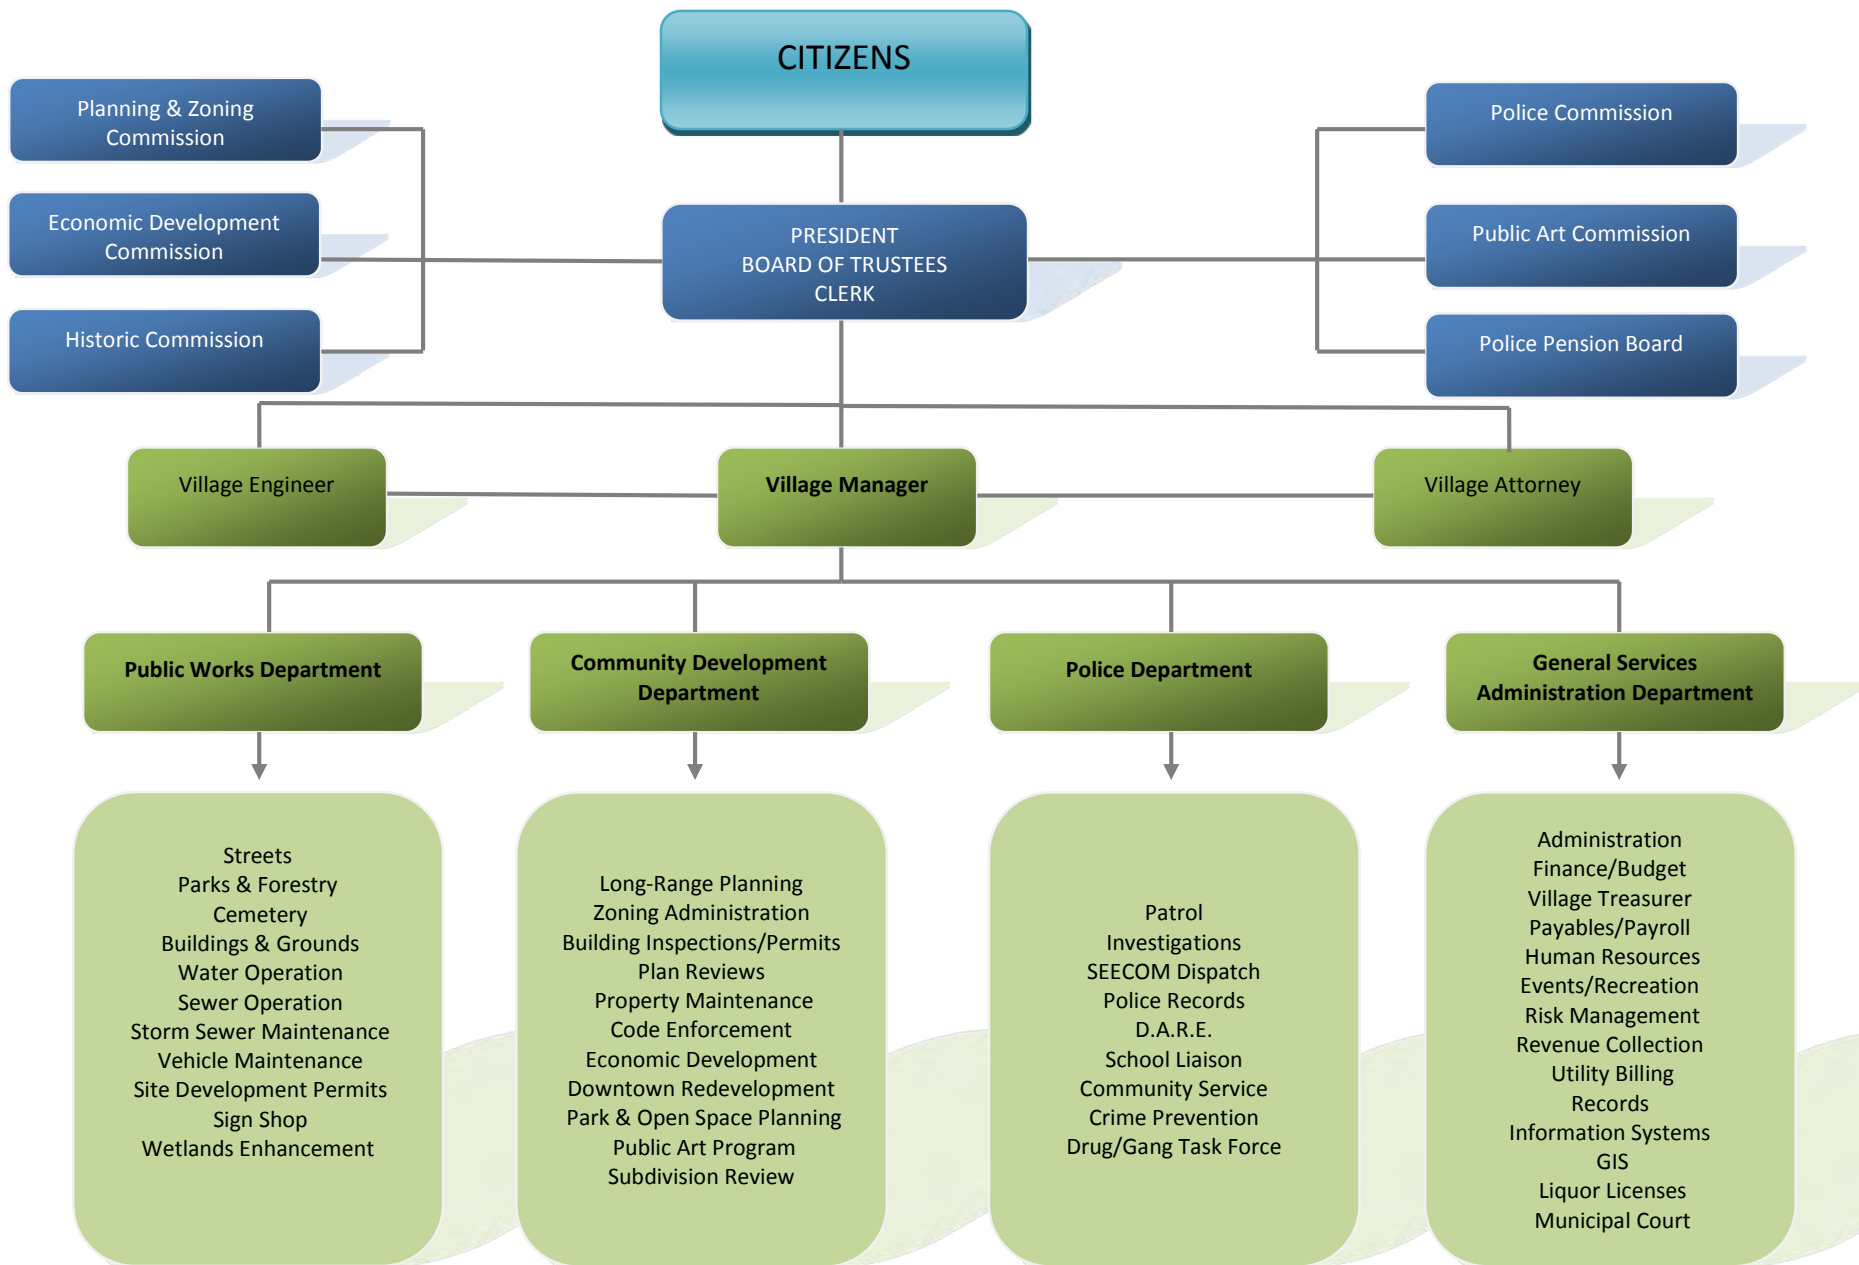 CITIZENS
Planning & Zoning
Commission
Police Commission
Economic Development
Commission
PRESIDENT
BOARD OF TRUSTEES
CLERK
Public Art Commission
Historic Commission
Police Pension Board
Village Engineer
Village Manager
Village Attorney
Public Works Department
Community Development
Department
Police Department
General Services
Administration Department
Streets
Parks & Forestry
Cemetery
Buildings & Grounds
Water Operation
Sewer Operation
Storm Sewer Maintenance
Vehicle Maintenance
Site Development Permits
Sign Shop
Wetlands Enhancement
Long-Range Planning
Zoning Administration
Building Inspections/Permits
Plan Reviews
Property Maintenance
Code Enforcement
Economic Development
Downtown Redevelopment
Park & Open Space Planning
Public Art Program
Subdivision Review
Patrol
Investigations
SEECOM Dispatch
Police Records
D.A.R.E.
School Liaison
Community Service
Crime Prevention
Drug/Gang Task Force
Administration
Finance/Budget
Village Treasurer
Payables/Payroll
Human Resources
Events/Recreation
Risk Management
Revenue Collection
Utility Billing
Records
Information Systems
GIS
Liquor Licenses
Municipal Court